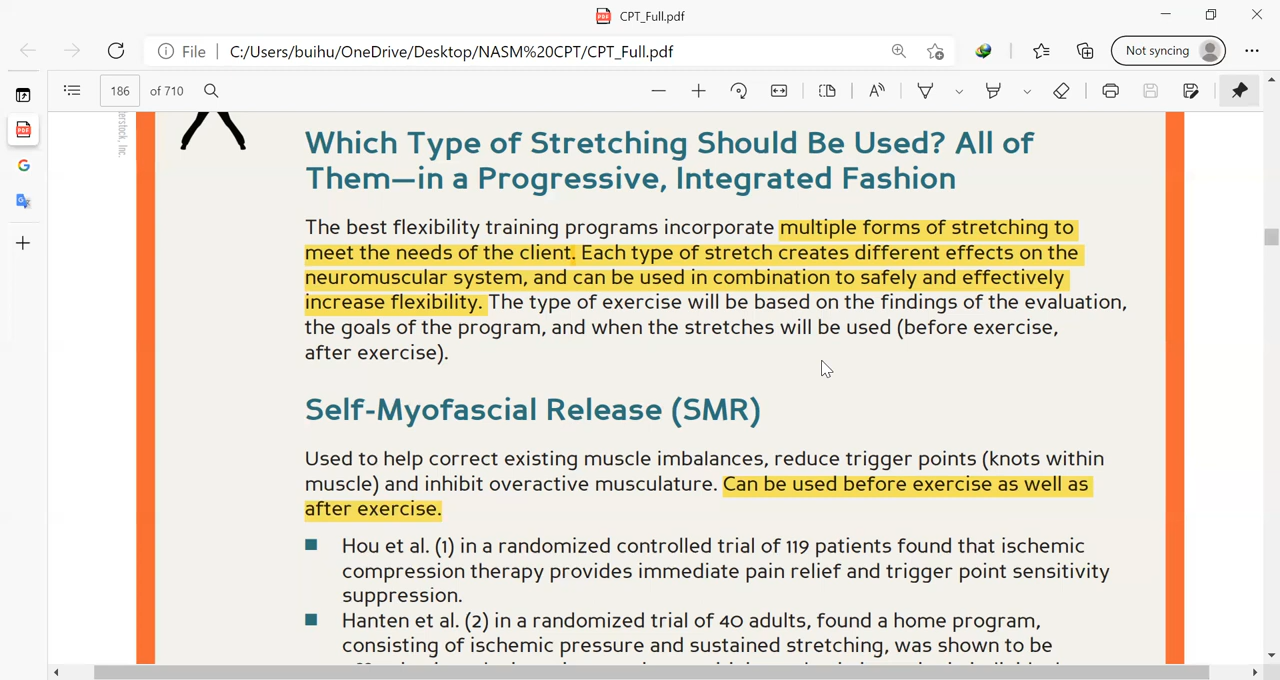 CPT_Full.pdf
File
C:/Users/buihu/OneDrive/Desktop/NASM%20CPT/CPT_Full.pdf
Not syncing
186 of 710
erstock, Inc.
Which Type of Stretching Should Be Used? All of
Them—in a Progressive, Integrated Fashion
The best flexibility training programs incorporate multiple forms of stretching to
meet the needs of the client. Each type of stretch creates different effects on the
neuromuscular system, and can be used in combination to safely and effectively
increase flexibility. The type of exercise will be based on the findings of the evaluation,
the goals of the program, and when the stretches will be used (before exercise,
after exercise).
Self-Myofascial Release (SMR)
Used to help correct existing muscle imbalances, reduce trigger points (knots within
muscle) and inhibit overactive musculature. Can be used before exercise as well as
after exercise.
Hou et al. (1) in a randomized controlled trial of 119 patients found that ischemic
compression therapy provides immediate pain relief and trigger point sensitivity
suppression.
Hanten et al. (2) in a randomized trial of 40 adults, found a home program,
consisting of ischemic pressure and sustained stretching, was shown to be